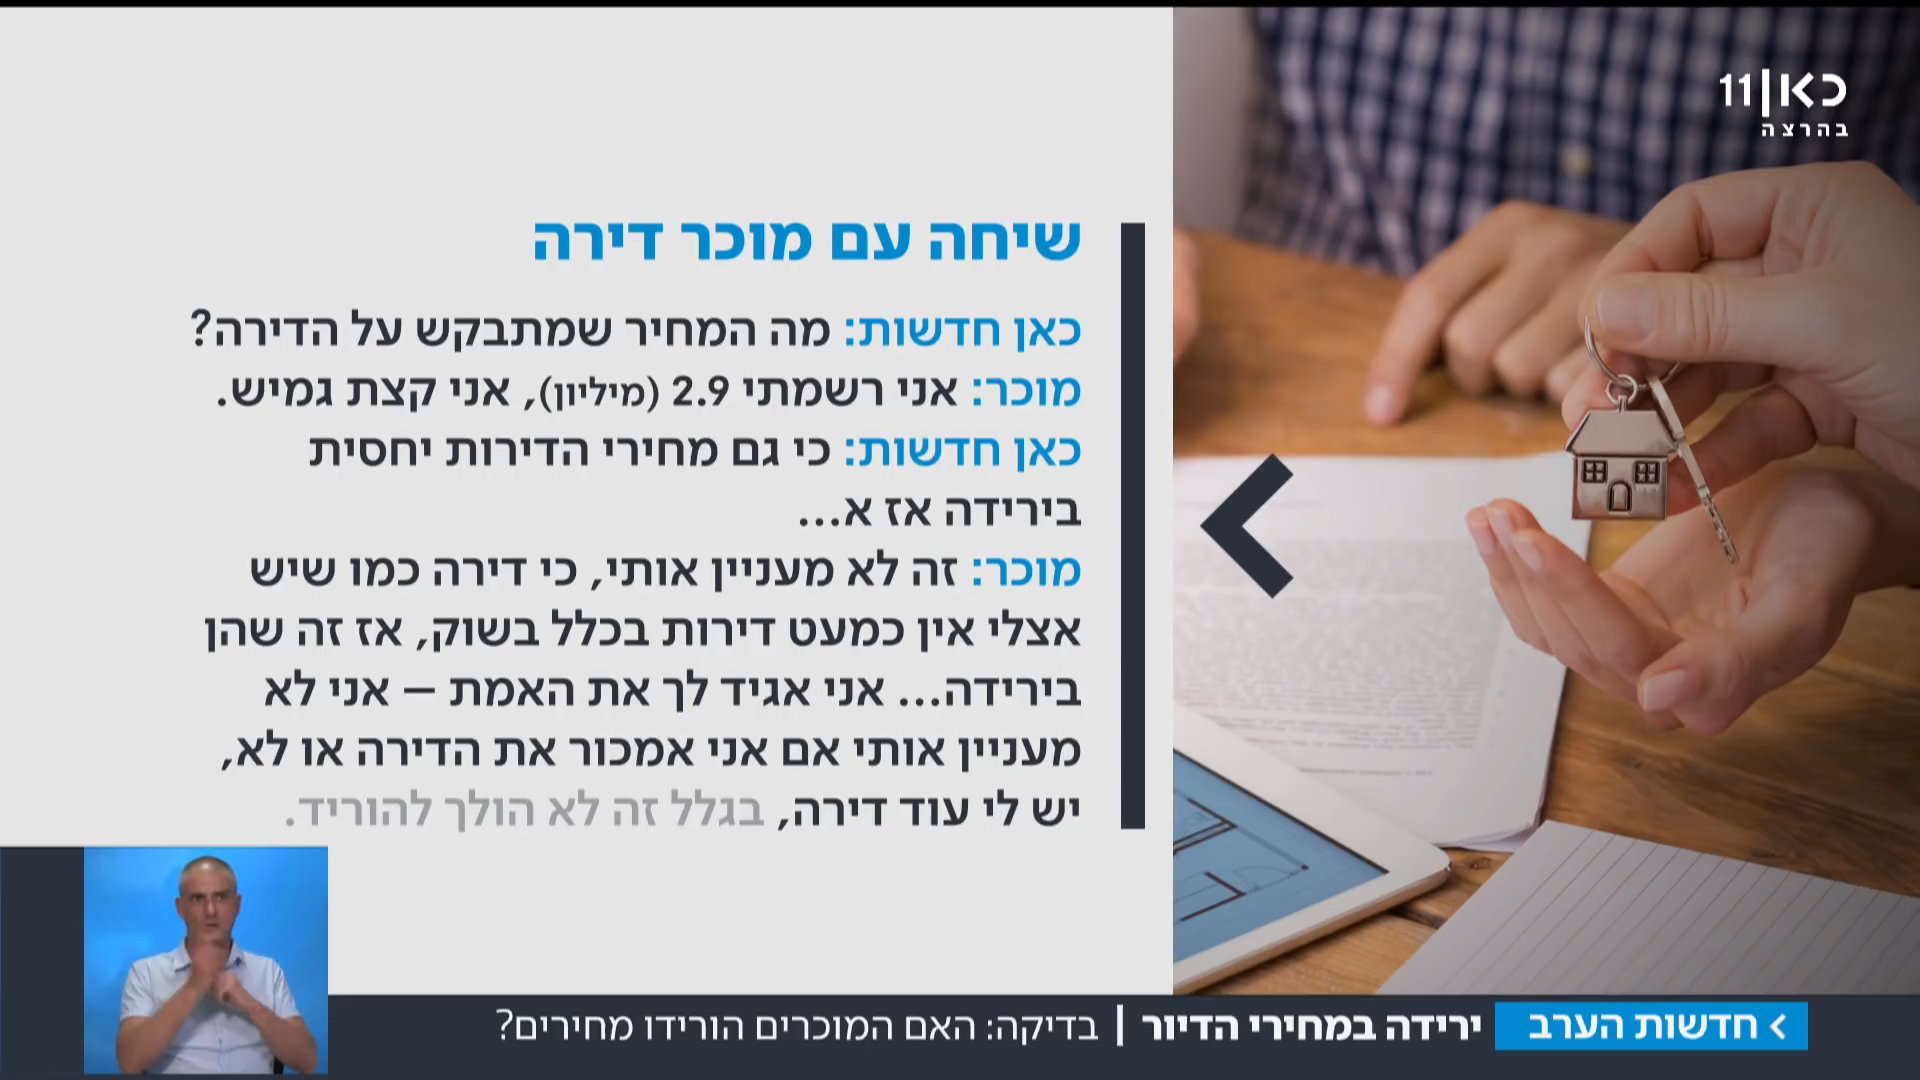 כאן 11
בהרצה
שיחה עם מוכר דירה
כאן חדשות: מה המחיר שמתבקש על הדירה?
מוכר: אני רשמתי 2.9 (מיליון), אני קצת גמיש.
כאן חדשות: כי גם מחירי הדירות יחסית
בירידה אז א...
מוכר: זה לא מעניין אותי, כי דירה כמו שיש
אצלי אין כמעט דירות בכלל בשוק, אז זה שהן
בירידה... אני אגיד לך את האמת – אני לא
מעניין אותי אם אני אמכור את הדירה או לא,
יש לי עוד דירה, בגלל זה לא הולך להוריד.
חדשות הערב
ירידה במחירי הדיור | בדיקה: האם המוכרים הורידו מחירים?